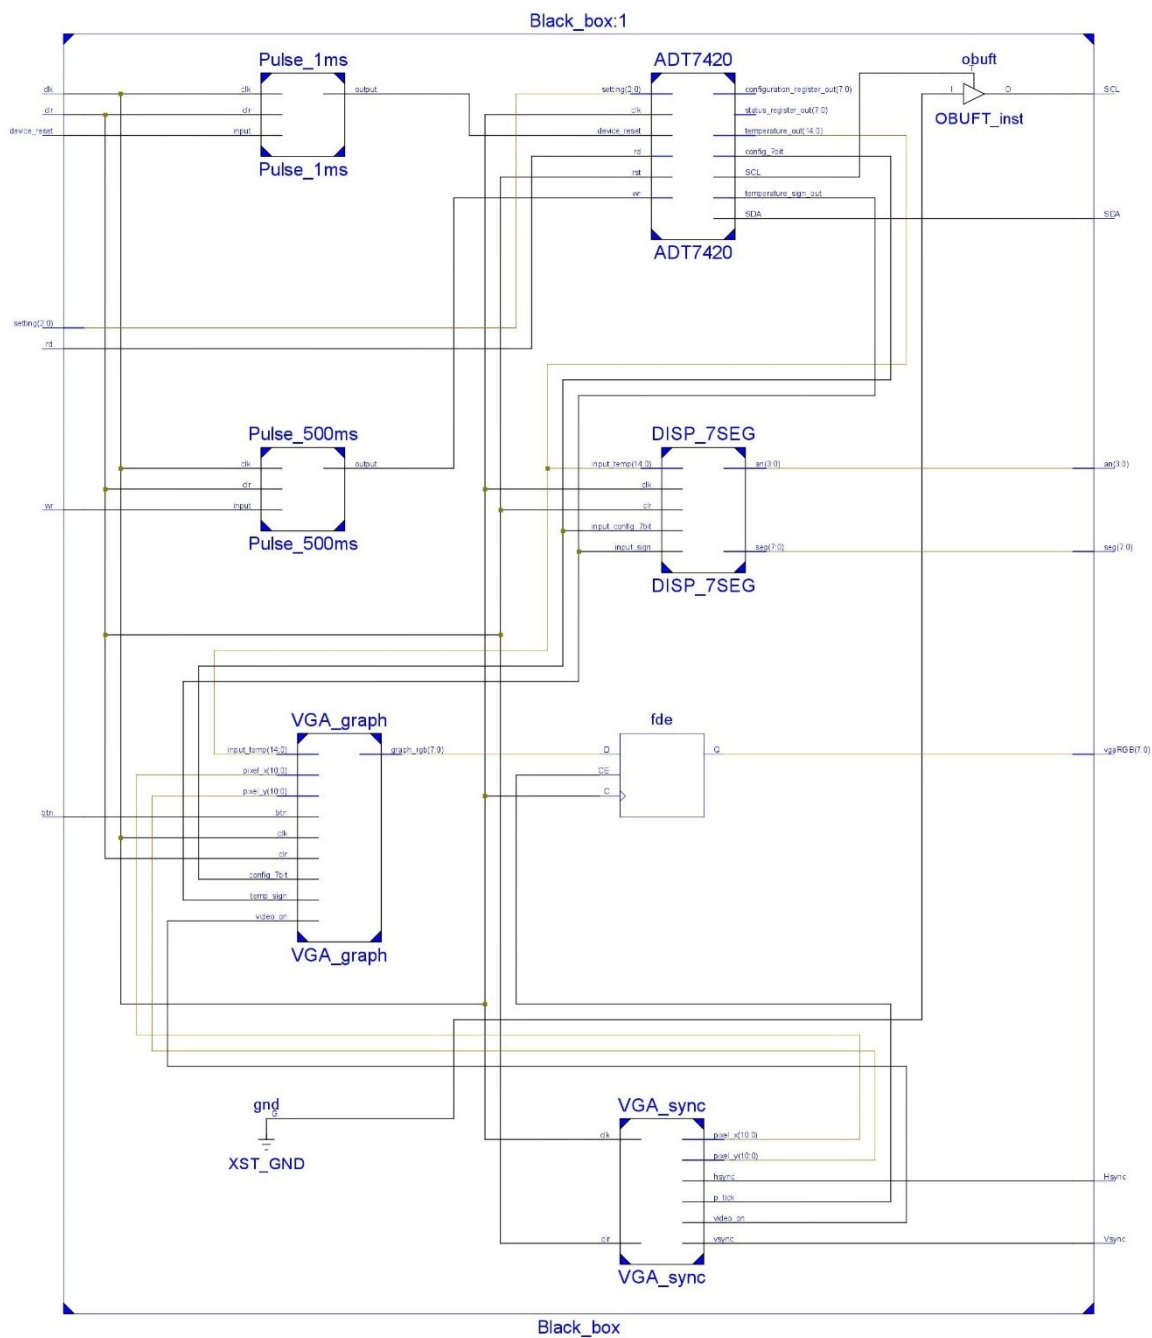 Black_box:1
Pulse_1ms
clk
clr
device_reset
clk
clr
input
output
Pulse_1ms
ADT7420
setting(2:0)
clk
device_reset
rd
rst
wr
configuration_register_out(7:0)
status_register_out(7:0)
temperature_out(14:0)
config_7bit
SCL
temperature_sign_out
SDA
ADT7420
obuft
T
I
O
OBUFT_inst
SCL
SDA
setting(2:0)
rd
Pulse_500ms
clk
clr
input
output
wr
Pulse_500ms
DISP_7SEG
input_temp(14:0)
clk
clr
input_config_7bit
input_sign
an(3:0)
seg(7:0)
DISP_7SEG
an(3:0)
seg(7:0)
VGA_graph
input_temp(14:0)
pixel_x(10:0)
pixel_y(10:0)
btn
clk
clr
config_7bit
temp_sign
video_on
graph_rgb(7:0)
btn
VGA_graph
fde
D
CE
C
Q
vgaRGB(7:0)
gnd
G
XST_GND
VGA_sync
clk
clr
pixel_x(10:0)
pixel_y(10:0)
hsync
p_tick
video_on
vsync
VGA_sync
Hsync
Vsync
Black_box